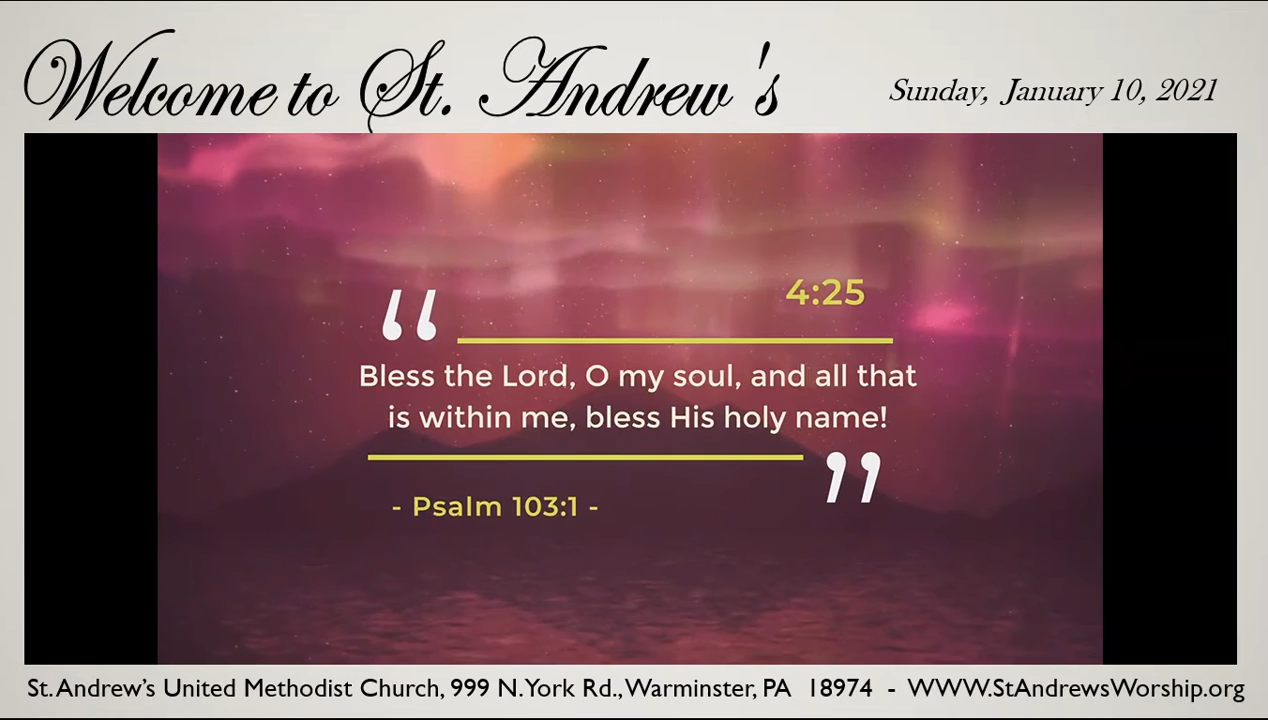 Welcome to St. Andrew's
Sunday, January 10, 2021
4:25
“
Bless the Lord, O my soul, and all that
is within me, bless His holy name!
”
- Psalm 103:1 -
St. Andrew’s United Methodist Church, 999 N. York Rd., Warminster, PA 18974 - WWW.StAndrewsWorship.org